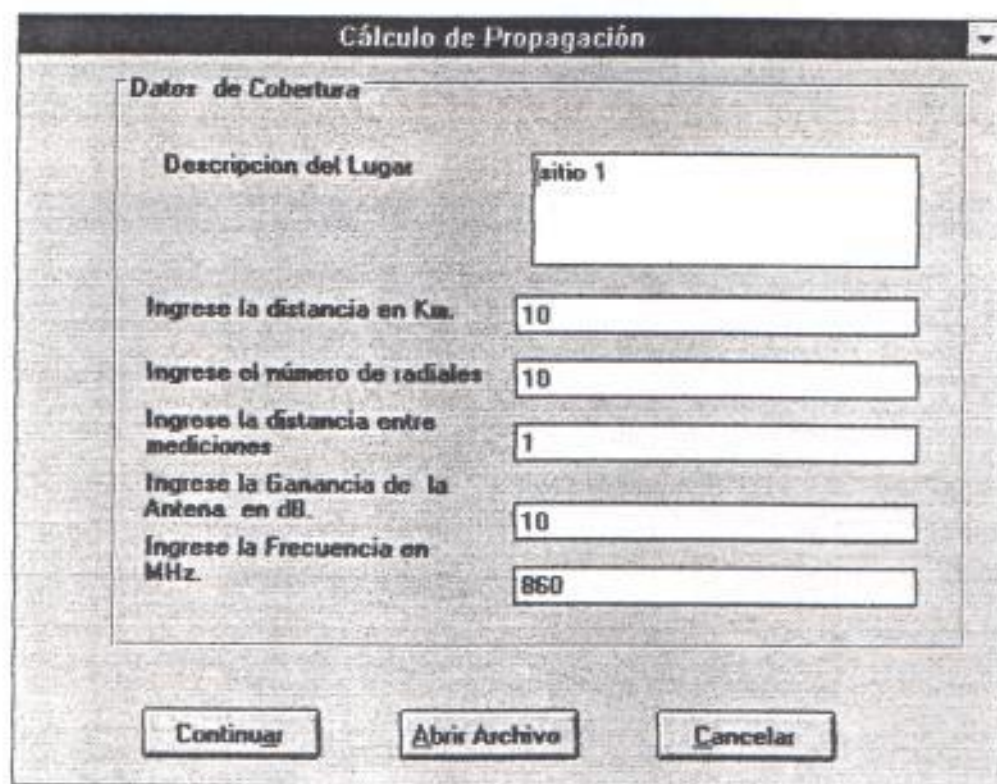 Cálculo de Propagación
Datos de Cobertura
Descripcion del Lugar
sitio 1
Ingrese la distancia en Km.
10
Ingrese el número de radiales
10
Ingrese la distancia entre
mediciones
1
Ingrese la Ganancia de la
Antena en dB.
10
Ingrese la Frecuencia en
MHz.
860
Continuar
Abrir Archivo
Cancelar